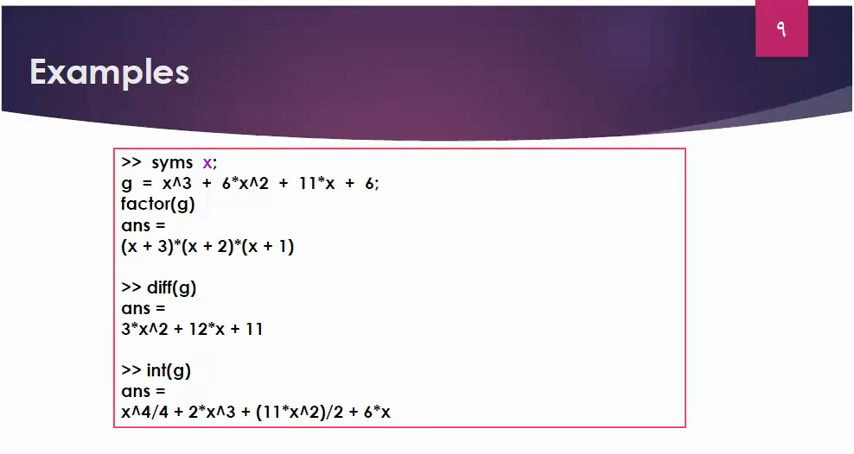 ٩
Examples
>> syms x;
g = x^3 + 6*x^2 + 11*x + 6;
factor(g)
ans =
(x + 3)*(x + 2)*(x + 1)
>> diff(g)
ans =
3*x^2 + 12*x + 11
>> int(g)
ans =
x^4/4 + 2*x^3 + (11*x^2)/2 + 6*x